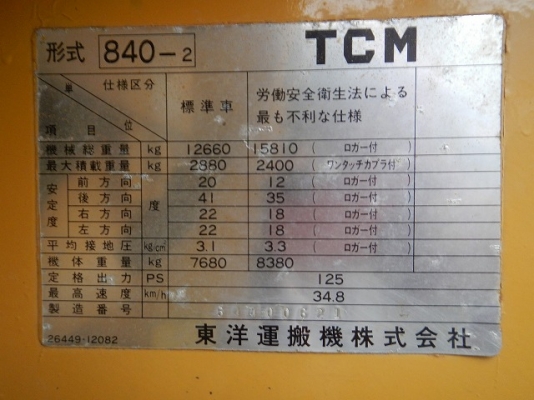 形式 840-2 TCM
仕様区分
単位
項目
標準車
労働安全衛生法による
最も不利な仕様
機械総重量 kg 12660 15810 ( ロガー付 )
最大積載重量 kg 2880 2400 ( ワンタッチカプラ付 )
安定度 前方向 度 20 12 ( ロガー付 )
後方向 41 35 ( ロガー付 )
右方向 22 18 ( ロガー付 )
左方向 22 18 ( ロガー付 )
平均接地圧 kg/cm 3.1 3.3 ( ロガー付 )
機体重量 kg 7680 8380
定格出力 PS 125
最高速度 km/h 34.8
製造番号
26449-12082 東洋運搬機株式会社